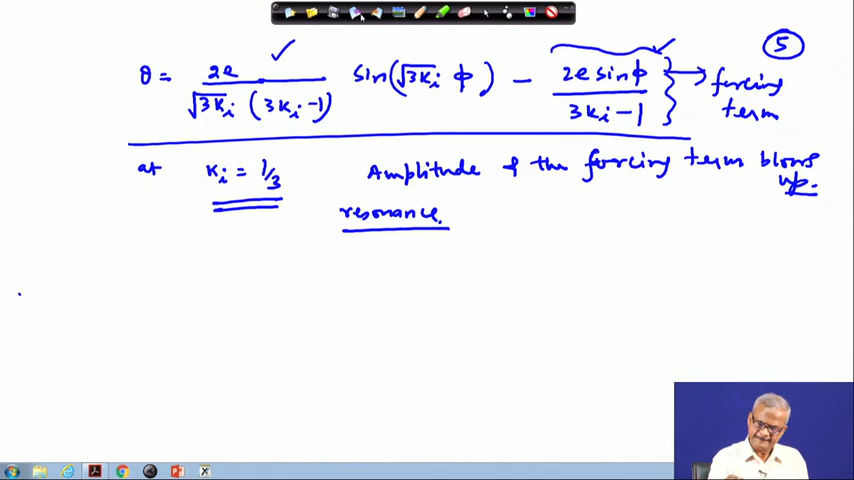 5
θ = 2e / √3Ki (3Ki-1) sin(√3Ki φ) - 2e sinφ / 3Ki-1 → forcing term
at Ki = 1/3 Amplitude of the forcing term blows up.
resonance.